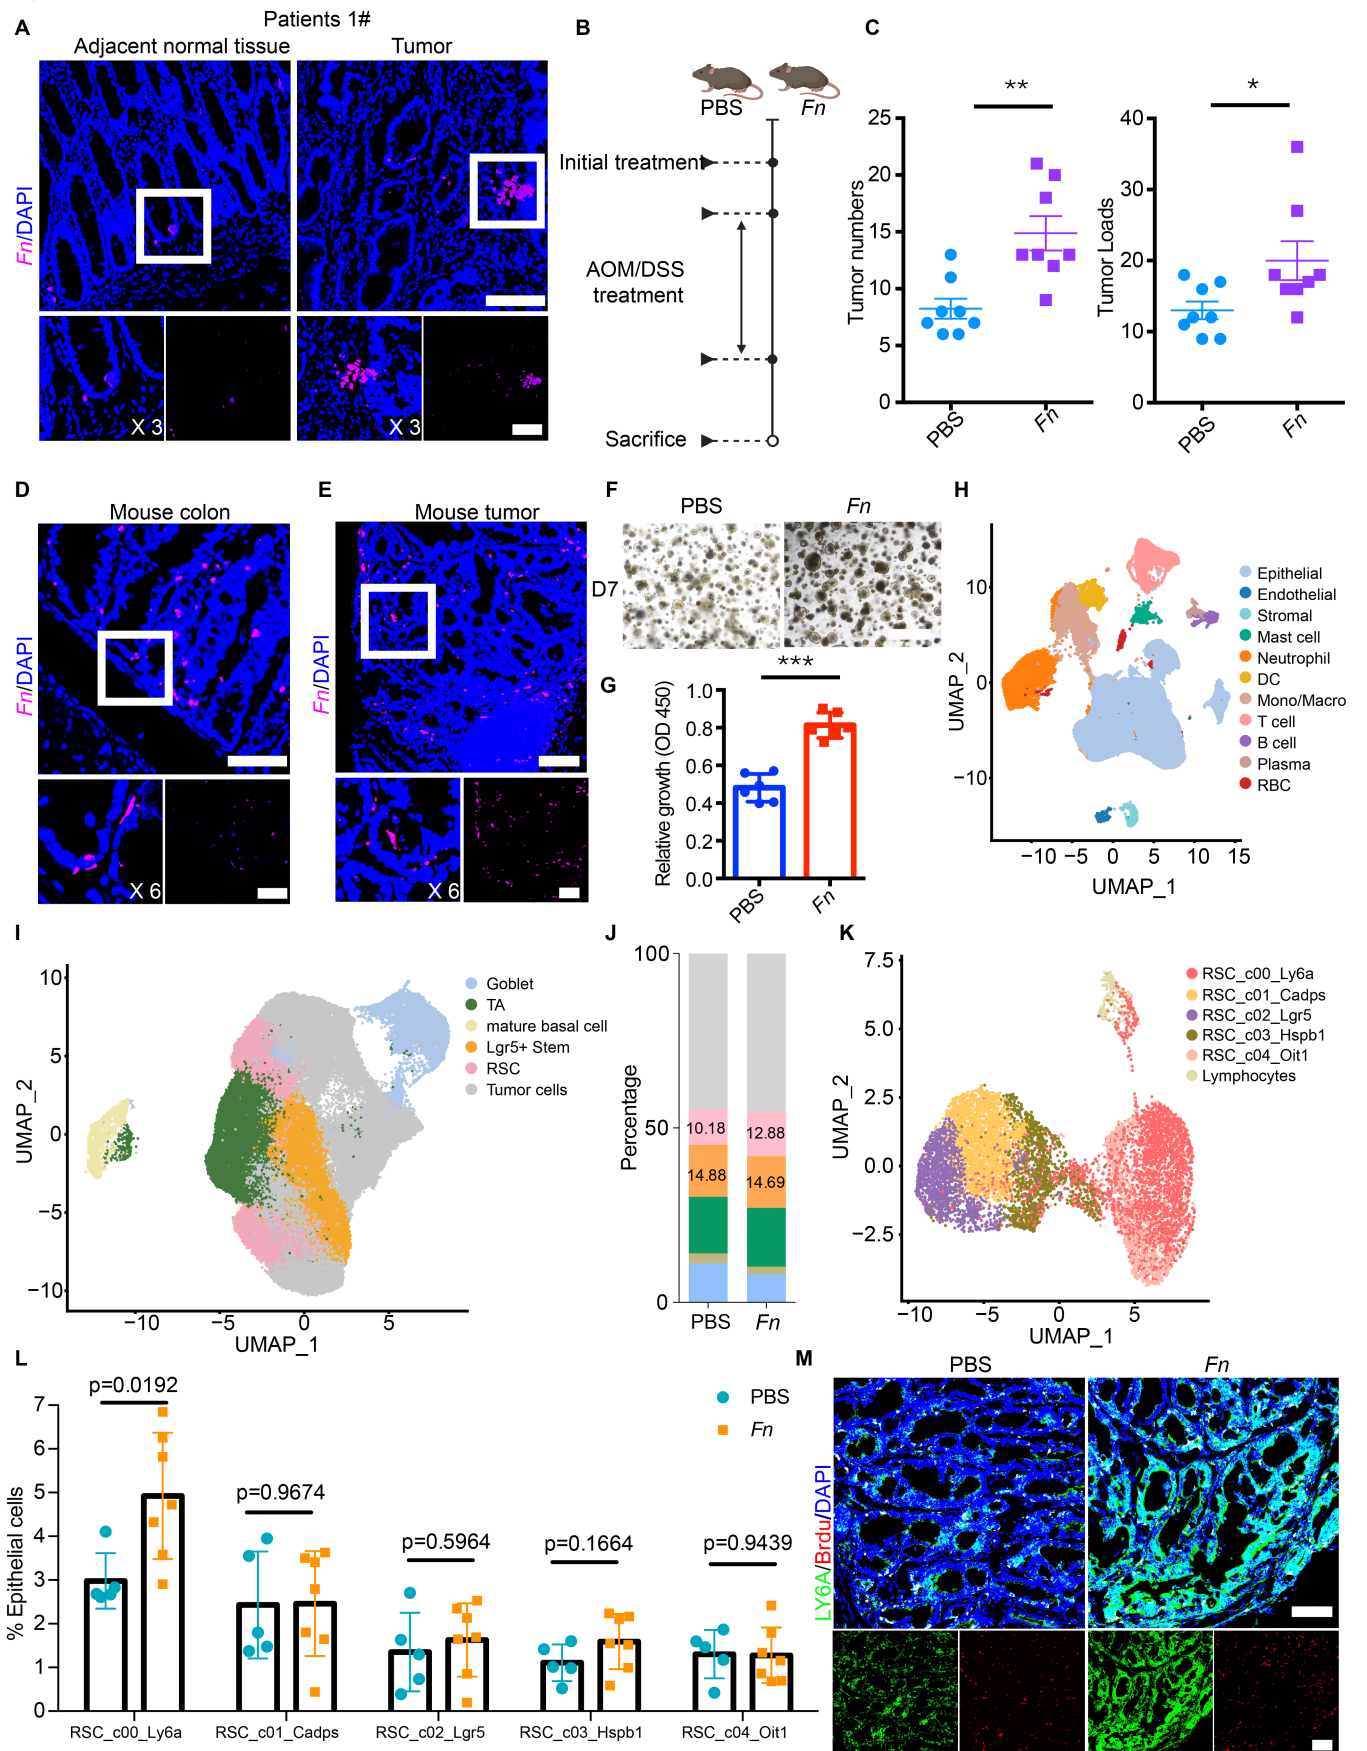 A
Patients 1#
Adjacent normal tissue
Tumor
Fn/DAPI
X 3
X 3
B
PBS
Fn
Initial treatment
AOM/DSS
treatment
Sacrifice
C
**
Tumor numbers
25
20
15
10
5
0
PBS
Fn
*
Tumor Loads
40
30
20
10
0
PBS
Fn
D
Mouse colon
Fn/DAPI
X 6
E
Mouse tumor
Fn/DAPI
X 6
F
PBS
Fn
D7
G
***
Relative growth (OD 450)
1.0
0.8
0.6
0.4
0.2
0.0
PBS
Fn
H
UMAP_2
10
0
−10
−10
−5
0
5
10
15
UMAP_1
Epithelial
Endothelial
Stromal
Mast cell
Neutrophil
DC
Mono/Macro
T cell
B cell
Plasma
RBC
I
UMAP_2
10
5
0
−5
−10
−10
−5
0
5
UMAP_1
Goblet
TA
mature basal cell
Lgr5+ Stem
RSC
Tumor cells
J
Percentage
100
50
0
10.18
12.88
14.88
14.69
PBS
Fn
K
UMAP_2
7.5
5.0
2.5
0.0
−2.5
−10
−5
0
5
UMAP_1
RSC_c00_Ly6a
RSC_c01_Cadps
RSC_c02_Lgr5
RSC_c03_Hspb1
RSC_c04_Oit1
Lymphocytes
L
% Epithelial cells
7
6
5
4
3
2
1
0
p=0.0192
p=0.9674
p=0.5964
p=0.1664
p=0.9439
PBS
Fn
RSC_c00_Ly6a
RSC_c01_Cadps
RSC_c02_Lgr5
RSC_c03_Hspb1
RSC_c04_Oit1
M
PBS
Fn
LY6A/Brdu/DAPI